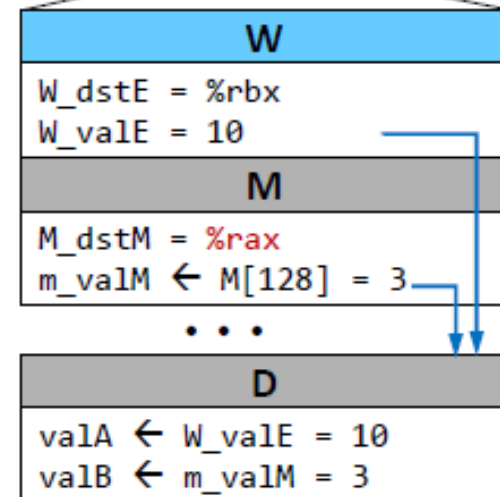 W
W_dstE = %rbx
W_valE = 10
M
M_dstM = %rax
m_valM ← M[128] = 3
• • •
D
valA ← W_valE = 10
valB ← m_valM = 3